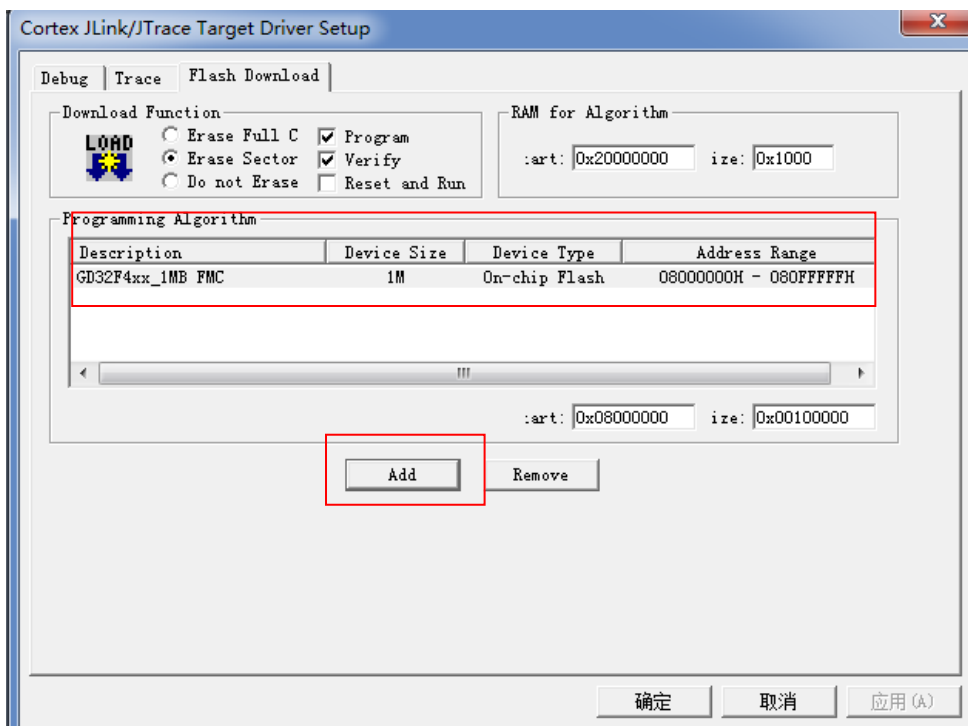 Cortex JLink/JTrace Target Driver Setup
Debug Trace Flash Download
Download Function
LOAD
Erase Full C Program
Erase Sector Verify
Do not Erase Reset and Run
RAM for Algorithm
:art: 0x20000000 ize: 0x1000
Programming Algorithm
Description Device Size Device Type Address Range
GD32F4xx_1MB FMC 1M On-chip Flash 08000000H - 080FFFFFH
:art: 0x08000000 ize: 0x00100000
Add Remove
确定 取消 应用(A)